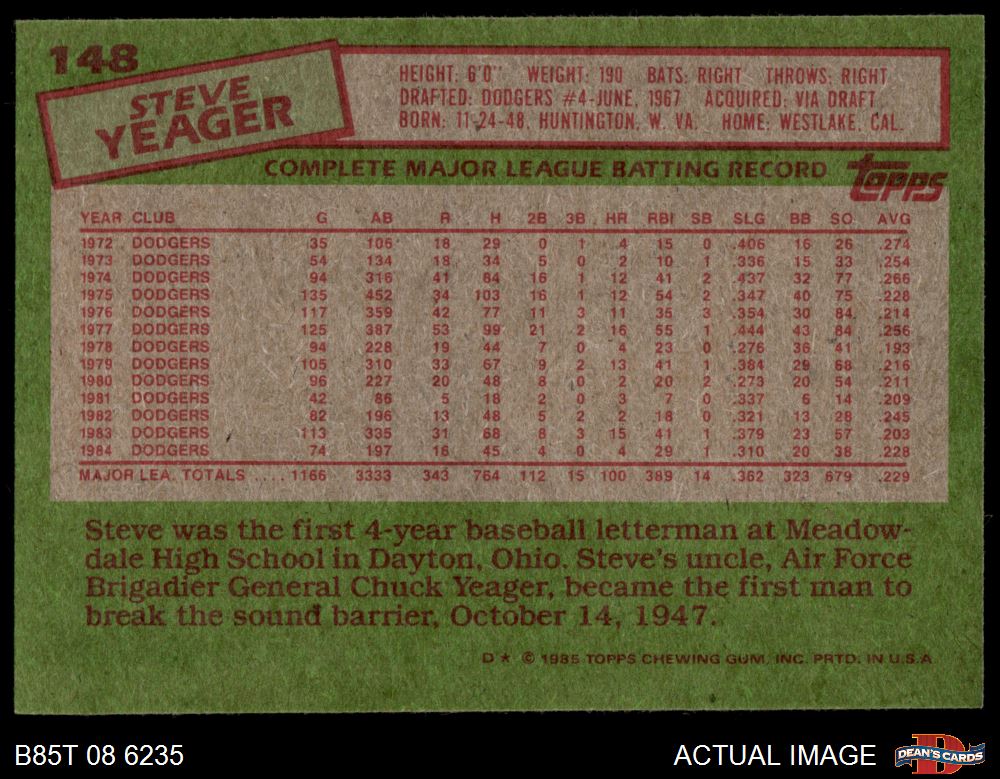 148
STEVE
YEAGER
HEIGHT: 6'0" WEIGHT: 190 BATS: RIGHT THROWS: RIGHT
DRAFTED: DODGERS #4-JUNE, 1967 ACQUIRED: VIA DRAFT
BORN: 11-24-48, HUNTINGTON, W. VA. HOME: WESTLAKE, CAL.
COMPLETE MAJOR LEAGUE BATTING RECORD
topps
YEAR CLUB G AB R H 2B 3B HR RBI SB SLG BB SO AVG
1972 DODGERS 35 106 18 29 0 1 4 15 0 .406 16 26 .274
1973 DODGERS 54 134 18 34 5 0 2 10 1 .336 15 33 .254
1974 DODGERS 94 316 41 84 16 1 12 41 2 .437 32 77 .266
1975 DODGERS 135 452 34 103 16 1 12 54 2 .347 40 75 .228
1976 DODGERS 117 359 42 77 11 3 11 35 3 .354 30 84 .214
1977 DODGERS 125 387 53 99 21 2 16 55 1 .444 43 84 .256
1978 DODGERS 94 228 19 44 7 0 4 23 0 .276 36 41 .193
1979 DODGERS 105 310 33 67 9 2 13 41 1 .384 29 68 .216
1980 DODGERS 96 227 20 48 8 0 2 20 2 .273 20 54 .211
1981 DODGERS 42 86 5 18 2 0 3 7 0 .337 6 14 .209
1982 DODGERS 82 196 13 48 5 2 2 18 0 .321 13 28 .245
1983 DODGERS 113 335 31 68 8 3 15 41 1 .379 23 57 .203
1984 DODGERS 74 197 16 45 4 0 4 29 1 .310 20 38 .228
MAJOR LEA. TOTALS .... 1166 3333 343 764 112 15 100 389 14 .362 323 679 .229
Steve was the first 4-year baseball letterman at Meadow-
dale High School in Dayton, Ohio. Steve's uncle, Air Force
Brigadier General Chuck Yeager, became the first man to
break the sound barrier, October 14, 1947.
D* © 1985 TOPPS CHEWING GUM, INC. PRTD. IN U.S.A.
B85T 08 6235
ACTUAL IMAGE
DEAN'S CARDS